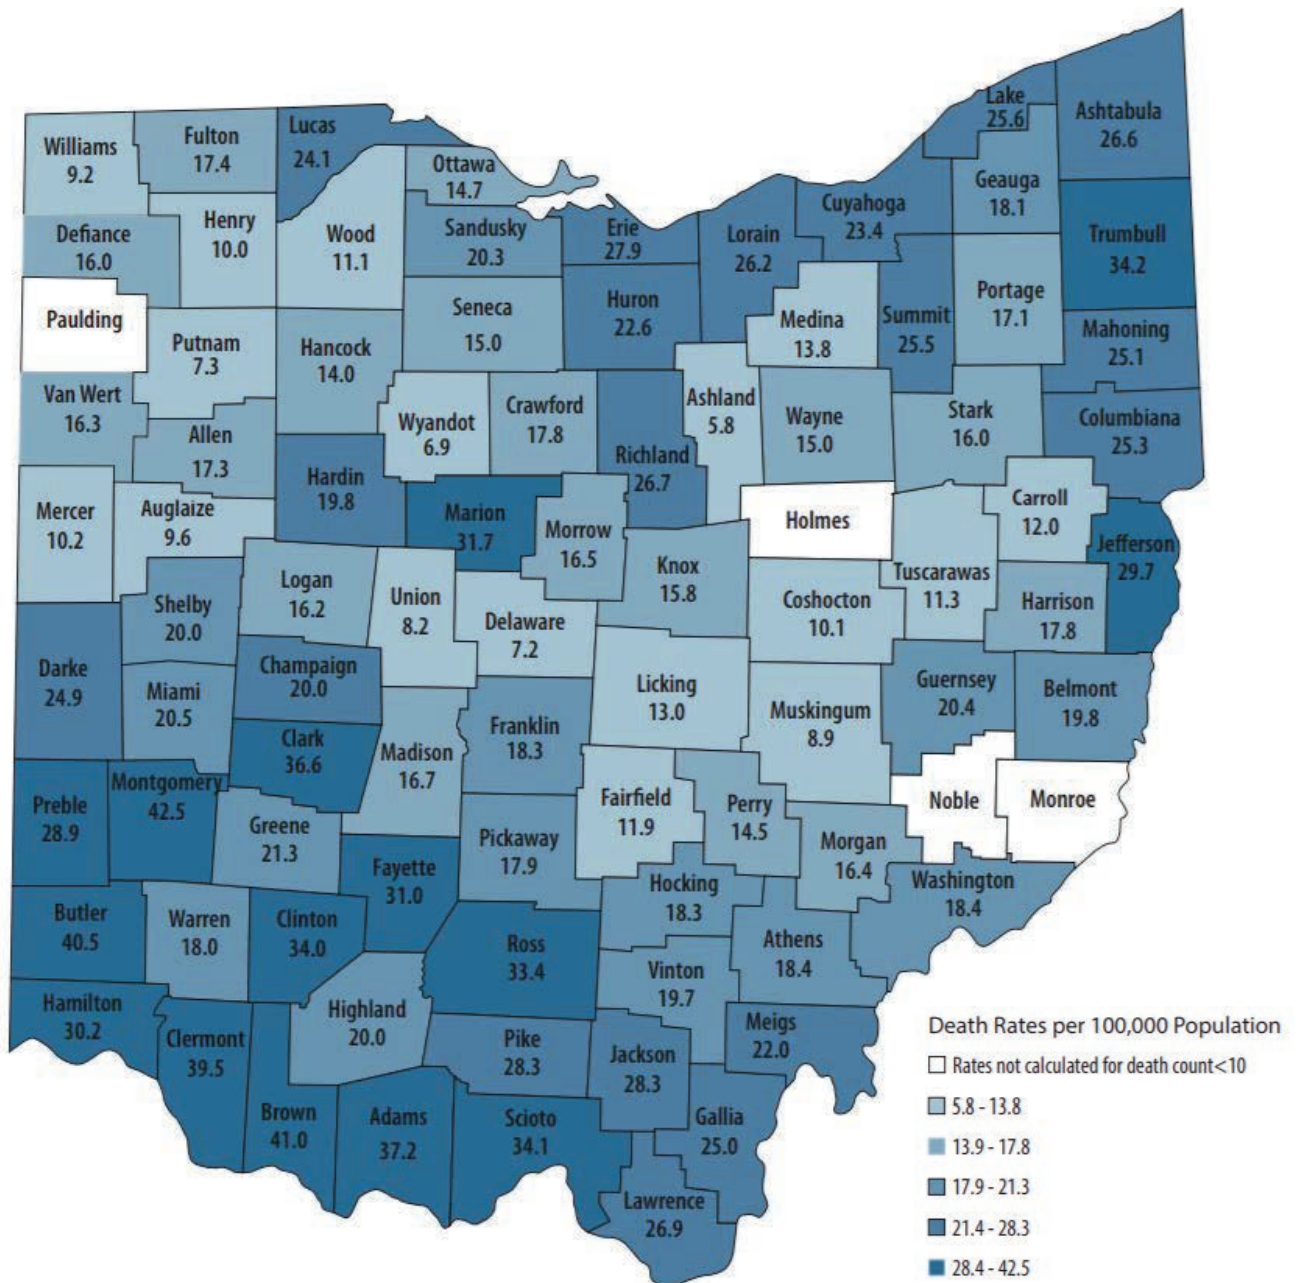 Lake
25.6
Ashtabula
26.6
Williams
9.2
Fulton
17.4
Lucas
24.1
Ottawa
14.7
Geauga
18.1
Defiance
16.0
Henry
10.0
Wood
11.1
Sandusky
20.3
Erie
27.9
Lorain
26.2
Cuyahoga
23.4
Trumbull
34.2
Paulding
Putnam
7.3
Hancock
14.0
Seneca
15.0
Huron
22.6
Medina
13.8
Summit
25.5
Portage
17.1
Mahoning
25.1
Van Wert
16.3
Allen
17.3
Wyandot
6.9
Crawford
17.8
Richland
26.7
Ashland
5.8
Wayne
15.0
Stark
16.0
Columbiana
25.3
Mercer
10.2
Auglaize
9.6
Hardin
19.8
Marion
31.7
Morrow
16.5
Holmes
Carroll
12.0
Jefferson
29.7
Shelby
20.0
Logan
16.2
Union
8.2
Delaware
7.2
Knox
15.8
Coshocton
10.1
Tuscarawas
11.3
Harrison
17.8
Darke
24.9
Miami
20.5
Champaign
20.0
Licking
13.0
Muskingum
8.9
Guernsey
20.4
Belmont
19.8
Clark
36.6
Madison
16.7
Franklin
18.3
Preble
28.9
Montgomery
42.5
Greene
21.3
Fairfield
11.9
Perry
14.5
Noble
Monroe
Pickaway
17.9
Morgan
16.4
Fayette
31.0
Hocking
18.3
Washington
18.4
Butler
40.5
Warren
18.0
Clinton
34.0
Ross
33.4
Athens
18.4
Vinton
19.7
Hamilton
30.2
Clermont
39.5
Highland
20.0
Pike
28.3
Jackson
28.3
Meigs
22.0
Brown
41.0
Adams
37.2
Scioto
34.1
Gallia
25.0
Lawrence
26.9
Death Rates per 100,000 Population
Rates not calculated for death count<10
5.8 - 13.8
13.9 - 17.8
17.9 - 21.3
21.4 - 28.3
28.4 - 42.5